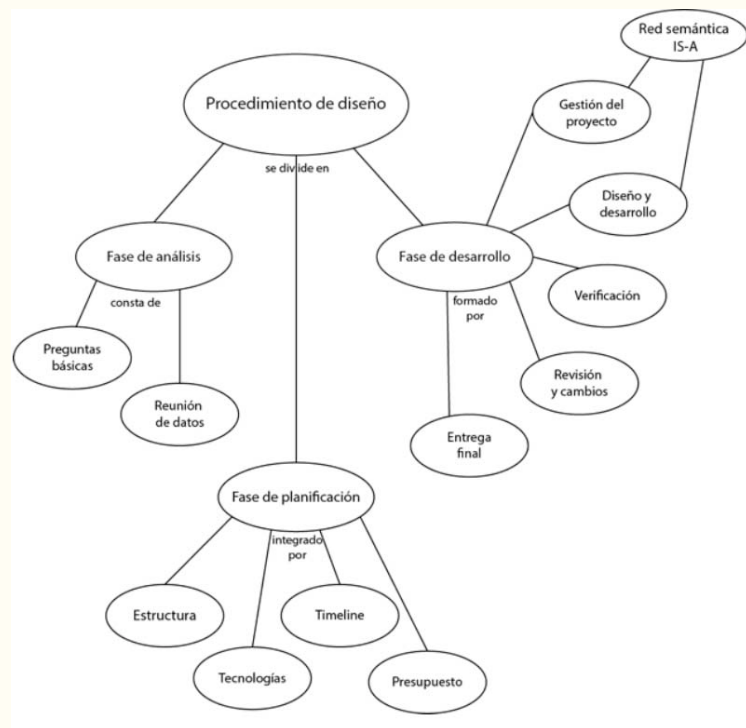 Red semántica
IS-A
Procedimiento de diseño
Gestión del
proyecto
se divide en
Diseño y
desarrollo
Fase de análisis
Fase de desarrollo
consta de
formado
por
Verificación
Preguntas
básicas
Revisión
y cambios
Reunión
de datos
Entrega
final
Fase de planificación
integrado
por
Estructura
Timeline
Tecnologías
Presupuesto